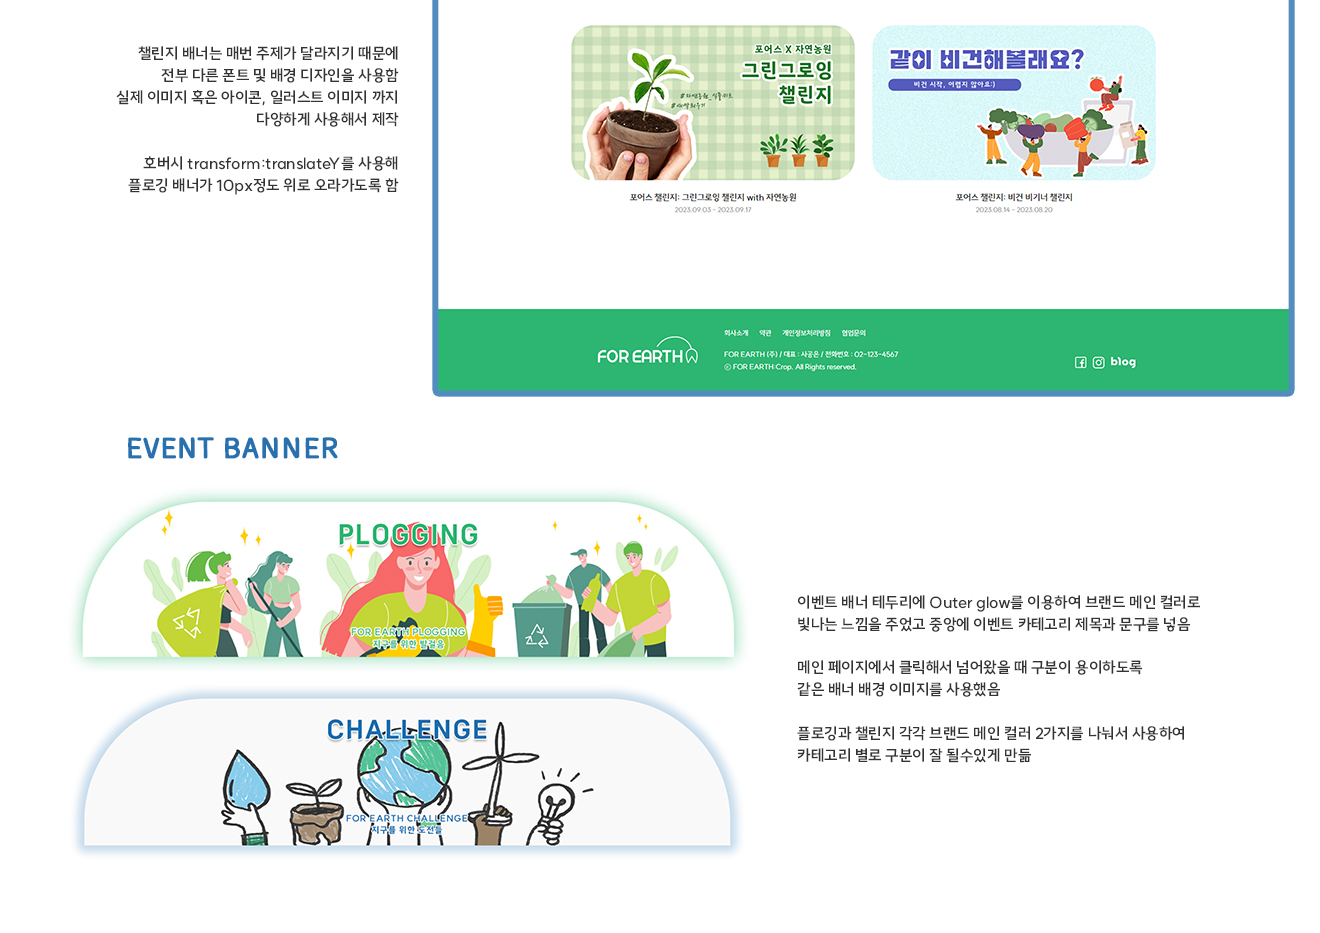 챌린지 배너는 매번 주제가 달라지기 때문에
전부 다른 폰트 및 배경 디자인을 사용함
실제 이미지 혹은 아이콘, 일러스트 이미지 까지
다양하게 사용해서 제작
호버시 transform:translateY 를 사용해
플로깅 배너가 10px정도 위로 오라가도록 함
포어스 X 자연농원
그린그로잉
챌린지
같이 비건해볼래요?
비건 시작, 어렵지 않아요:)
포어스 챌린지: 그린그로잉 챌린지 with 자연농원
2023.09.03 - 2023.09.17
포어스 챌린지: 비건 비기너 챌린지
2023.08.14 - 2023.08.20
FOR EARTH
회사소개 약관 개인정보처리방침 협업문의
FOR EARTH (주) / 대표 : 사공은 / 전화번호 : 02-123-4567
ⓒ FOR EARTH Crop. All Rights reserved.
blog
EVENT BANNER
PLOGGING
FOR EARTH PLOGGING
지구를 위한 발걸음
CHALLENGE
FOR EARTH CHALLENGE
지구를 위한 도전들
이벤트 배너 테두리에 Outer glow를 이용하여 브랜드 메인 컬러로
빛나는 느낌을 주었고 중앙에 이벤트 카테고리 제목과 문구를 넣음
메인 페이지에서 클릭해서 넘어왔을 때 구분이 용이하도록
같은 배너 배경 이미지를 사용했음
플로깅과 챌린지 각각 브랜드 메인 컬러 2가지를 나눠서 사용하여
카테고리 별로 구분이 잘 될수있게 만듦